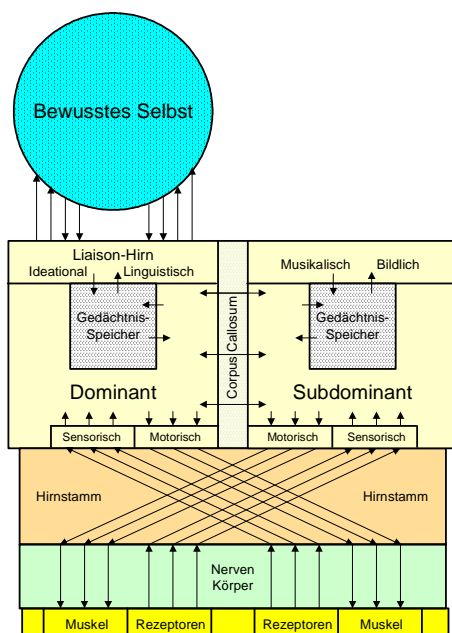 Bewusstes Selbst
Liaison-Hirn
Ideational
Linguistisch
Musikalisch
Bildlich
Gedächtnis-
Speicher
Corpus Callosum
Gedächtnis-
Speicher
Dominant
Subdominant
Sensorisch
Motorisch
Motorisch
Sensorisch
Hirnstamm
Hirnstamm
Nerven
Körper
Muskel
Rezeptoren
Rezeptoren
Muskel